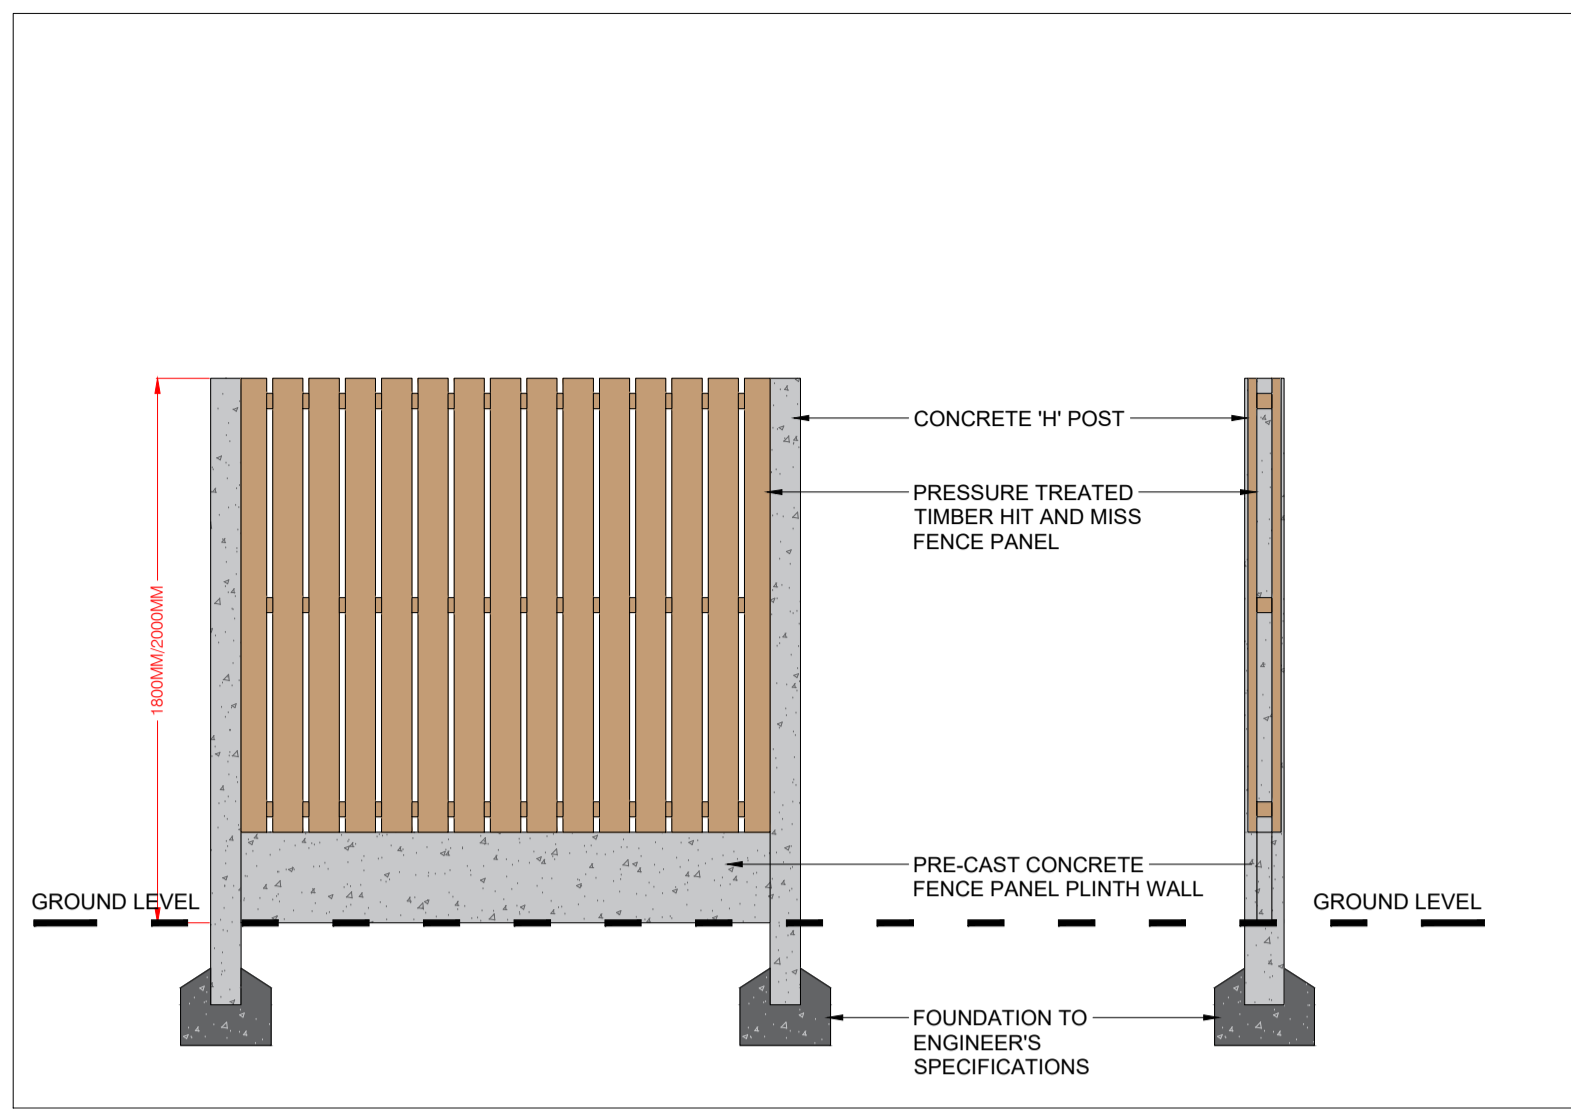 CONCRETE 'H' POST
PRESSURE TREATED
TIMBER HIT AND MISS
FENCE PANEL
1800MM/2000MM
PRE-CAST CONCRETE
FENCE PANEL PLINTH WALL
GROUND LEVEL
GROUND LEVEL
FOUNDATION TO
ENGINEER'S
SPECIFICATIONS